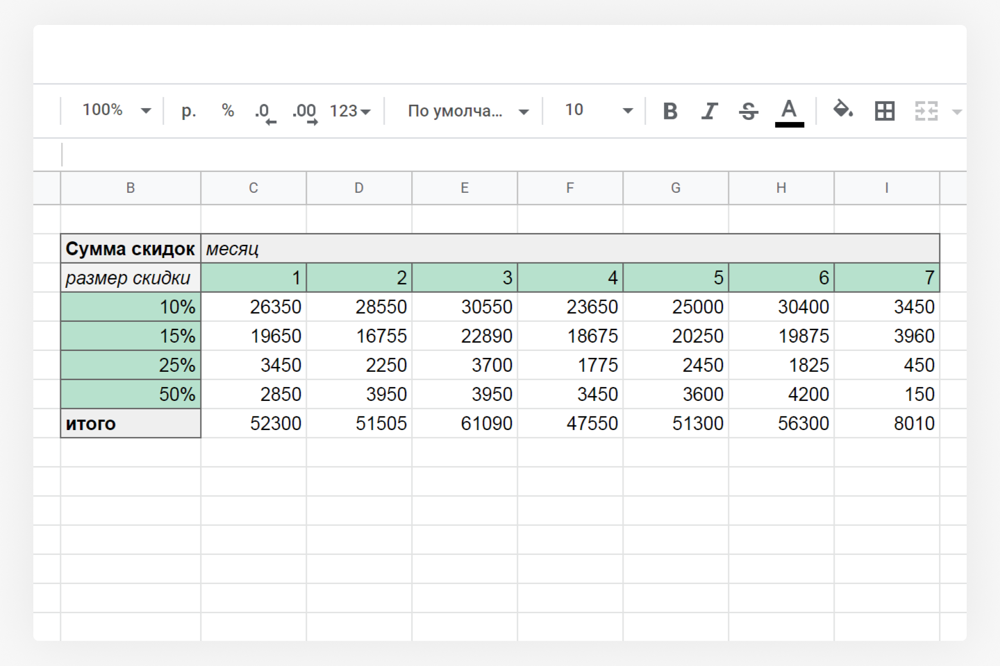 100% р. % .0 .00 123 По умолча... 10 B I S A
B C D E F G H I
Сумма скидок месяц
размер скидки 1 2 3 4 5 6 7
10% 26350 28550 30550 23650 25000 30400 3450
15% 19650 16755 22890 18675 20250 19875 3960
25% 3450 2250 3700 1775 2450 1825 450
50% 2850 3950 3950 3450 3600 4200 150
итого 52300 51505 61090 47550 51300 56300 8010